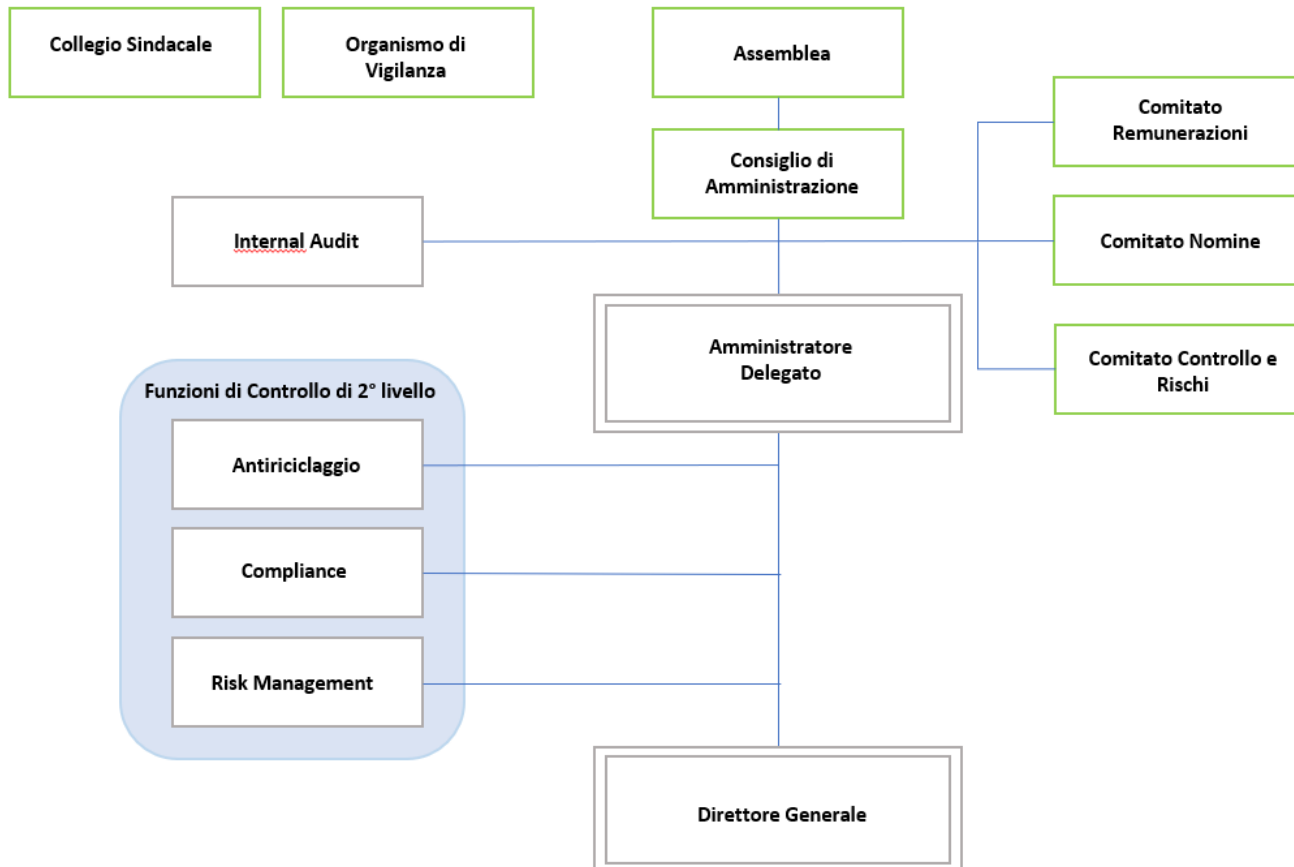 Collegio Sindacale
Organismo di
Vigilanza
Assemblea
Comitato
Remunerazioni
Consiglio di
Amministrazione
Internal Audit
Comitato Nomine
Amministratore
Delegato
Comitato Controllo e
Rischi
Funzioni di Controllo di 2° livello
Antiriciclaggio
Compliance
Risk Management
Direttore Generale